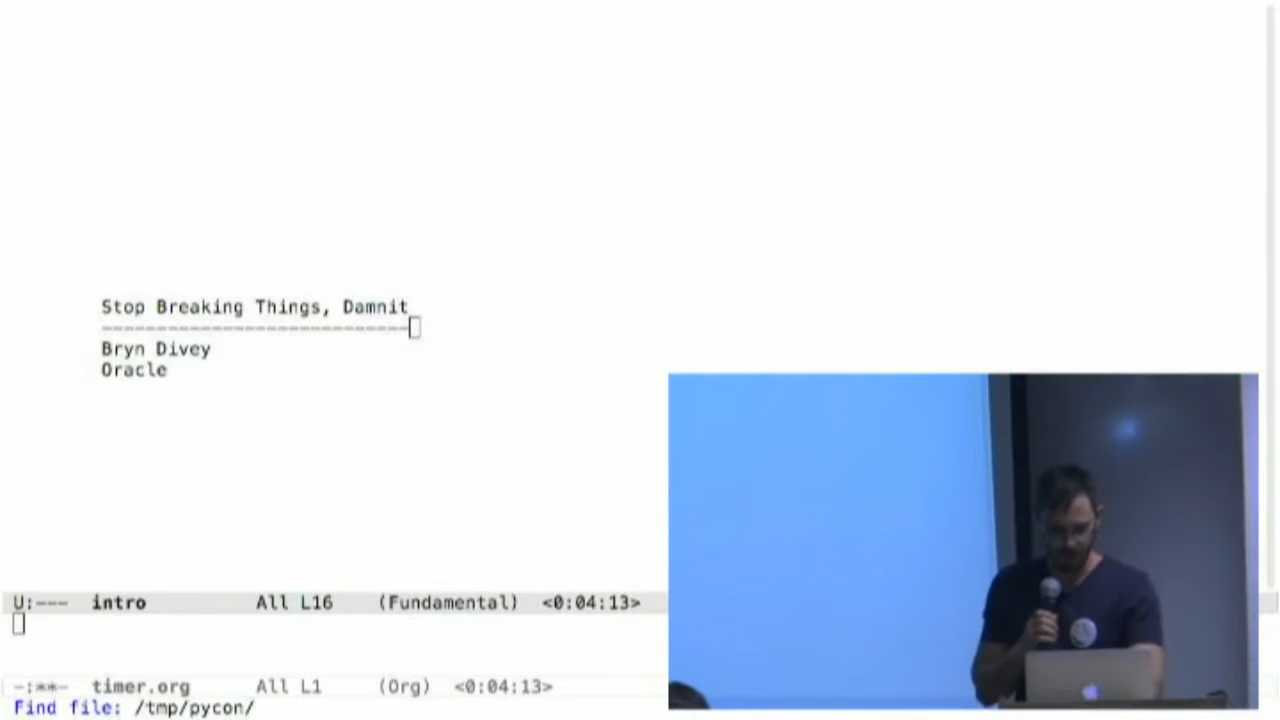 Stop Breaking Things, Damnit
----------------------------
Bryn Divey
Oracle
U:--- intro All L16 (Fundamental) <0:04:13>
-:**- timer.org All L1 (Org) <0:04:13>
Find file: /tmp/pycon/